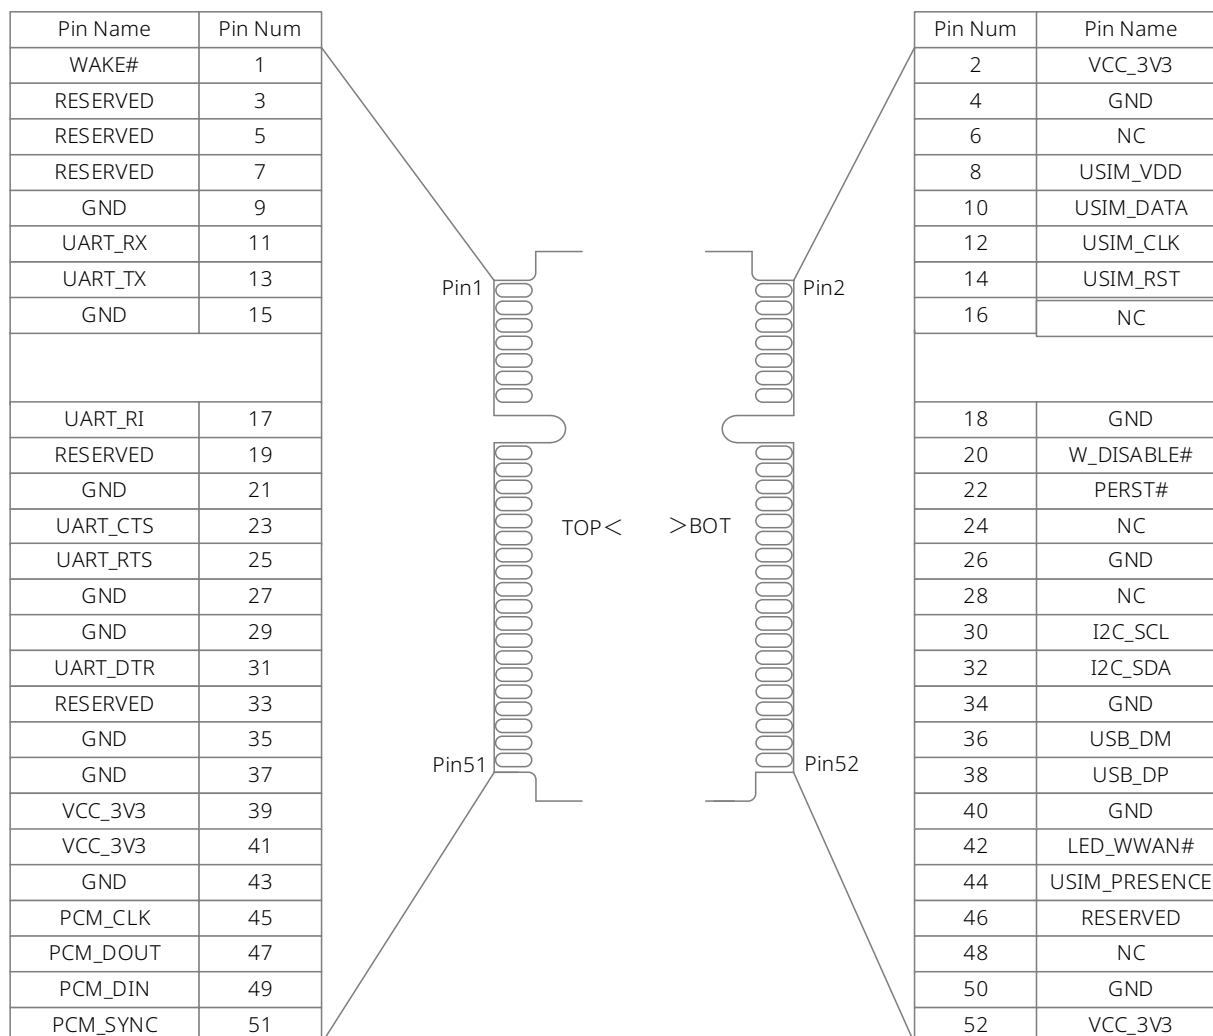 Pin Name Pin Num
WAKE# 1
RESERVED 3
RESERVED 5
RESERVED 7
GND 9
UART_RX 11
UART_TX 13
GND 15
UART_RI 17
RESERVED 19
GND 21
UART_CTS 23
UART_RTS 25
GND 27
GND 29
UART_DTR 31
RESERVED 33
GND 35
GND 37
VCC_3V3 39
VCC_3V3 41
GND 43
PCM_CLK 45
PCM_DOUT 47
PCM_DIN 49
PCM_SYNC 51
Pin1
Pin51
TOP< >BOT
Pin2
Pin52
Pin Num Pin Name
2 VCC_3V3
4 GND
6 NC
8 USIM_VDD
10 USIM_DATA
12 USIM_CLK
14 USIM_RST
16 NC
18 GND
20 W_DISABLE#
22 PERST#
24 NC
26 GND
28 NC
30 I2C_SCL
32 I2C_SDA
34 GND
36 USB_DM
38 USB_DP
40 GND
42 LED_WWAN#
44 USIM_PRESENCE
46 RESERVED
48 NC
50 GND
52 VCC_3V3